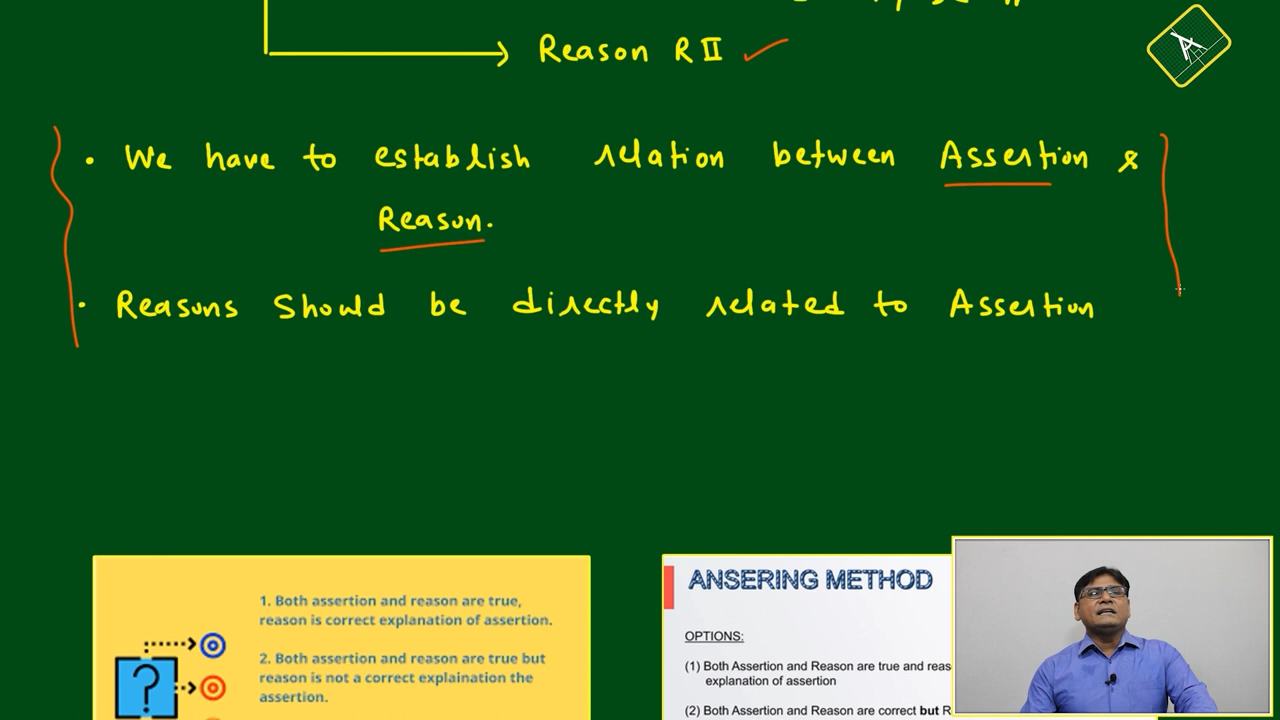 → Reason R II ✓
• We have to establish relation between Assertion &
Reason.
• Reasons Should be directly related to Assertion
1. Both assertion and reason are true,
reason is correct explanation of assertion.
2. Both assertion and reason are true but
reason is not a correct explaination the
assertion.
?
ANSERING METHOD
OPTIONS:
(1) Both Assertion and Reason are true and reas
explanation of assertion
(2) Both Assertion and Reason are correct but R